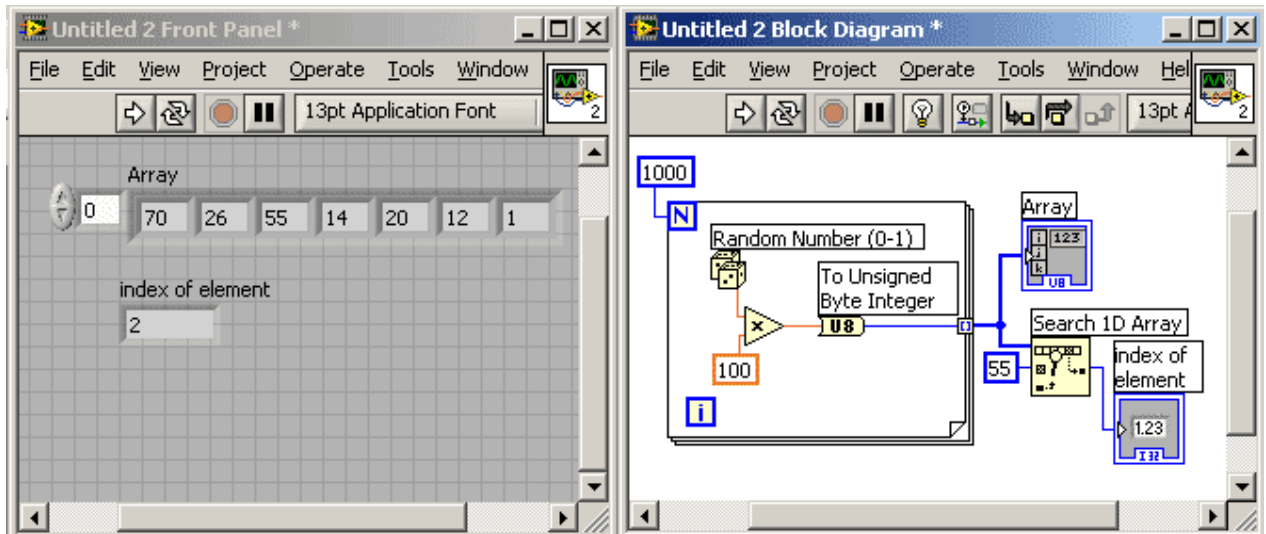 Untitled 2 Front Panel *
File Edit View Project Operate Tools Window
13pt Application Font
2
Array
0 70 26 55 14 20 12 1
index of element
2
Untitled 2 Block Diagram *
File Edit View Project Operate Tools Window Hel
13pt A
2
1000
N
Random Number (0-1)
To Unsigned
Byte Integer
U8
100
i
Array
i 123
j
k
U8
Search 1D Array
55
index of
element
1.23
I32